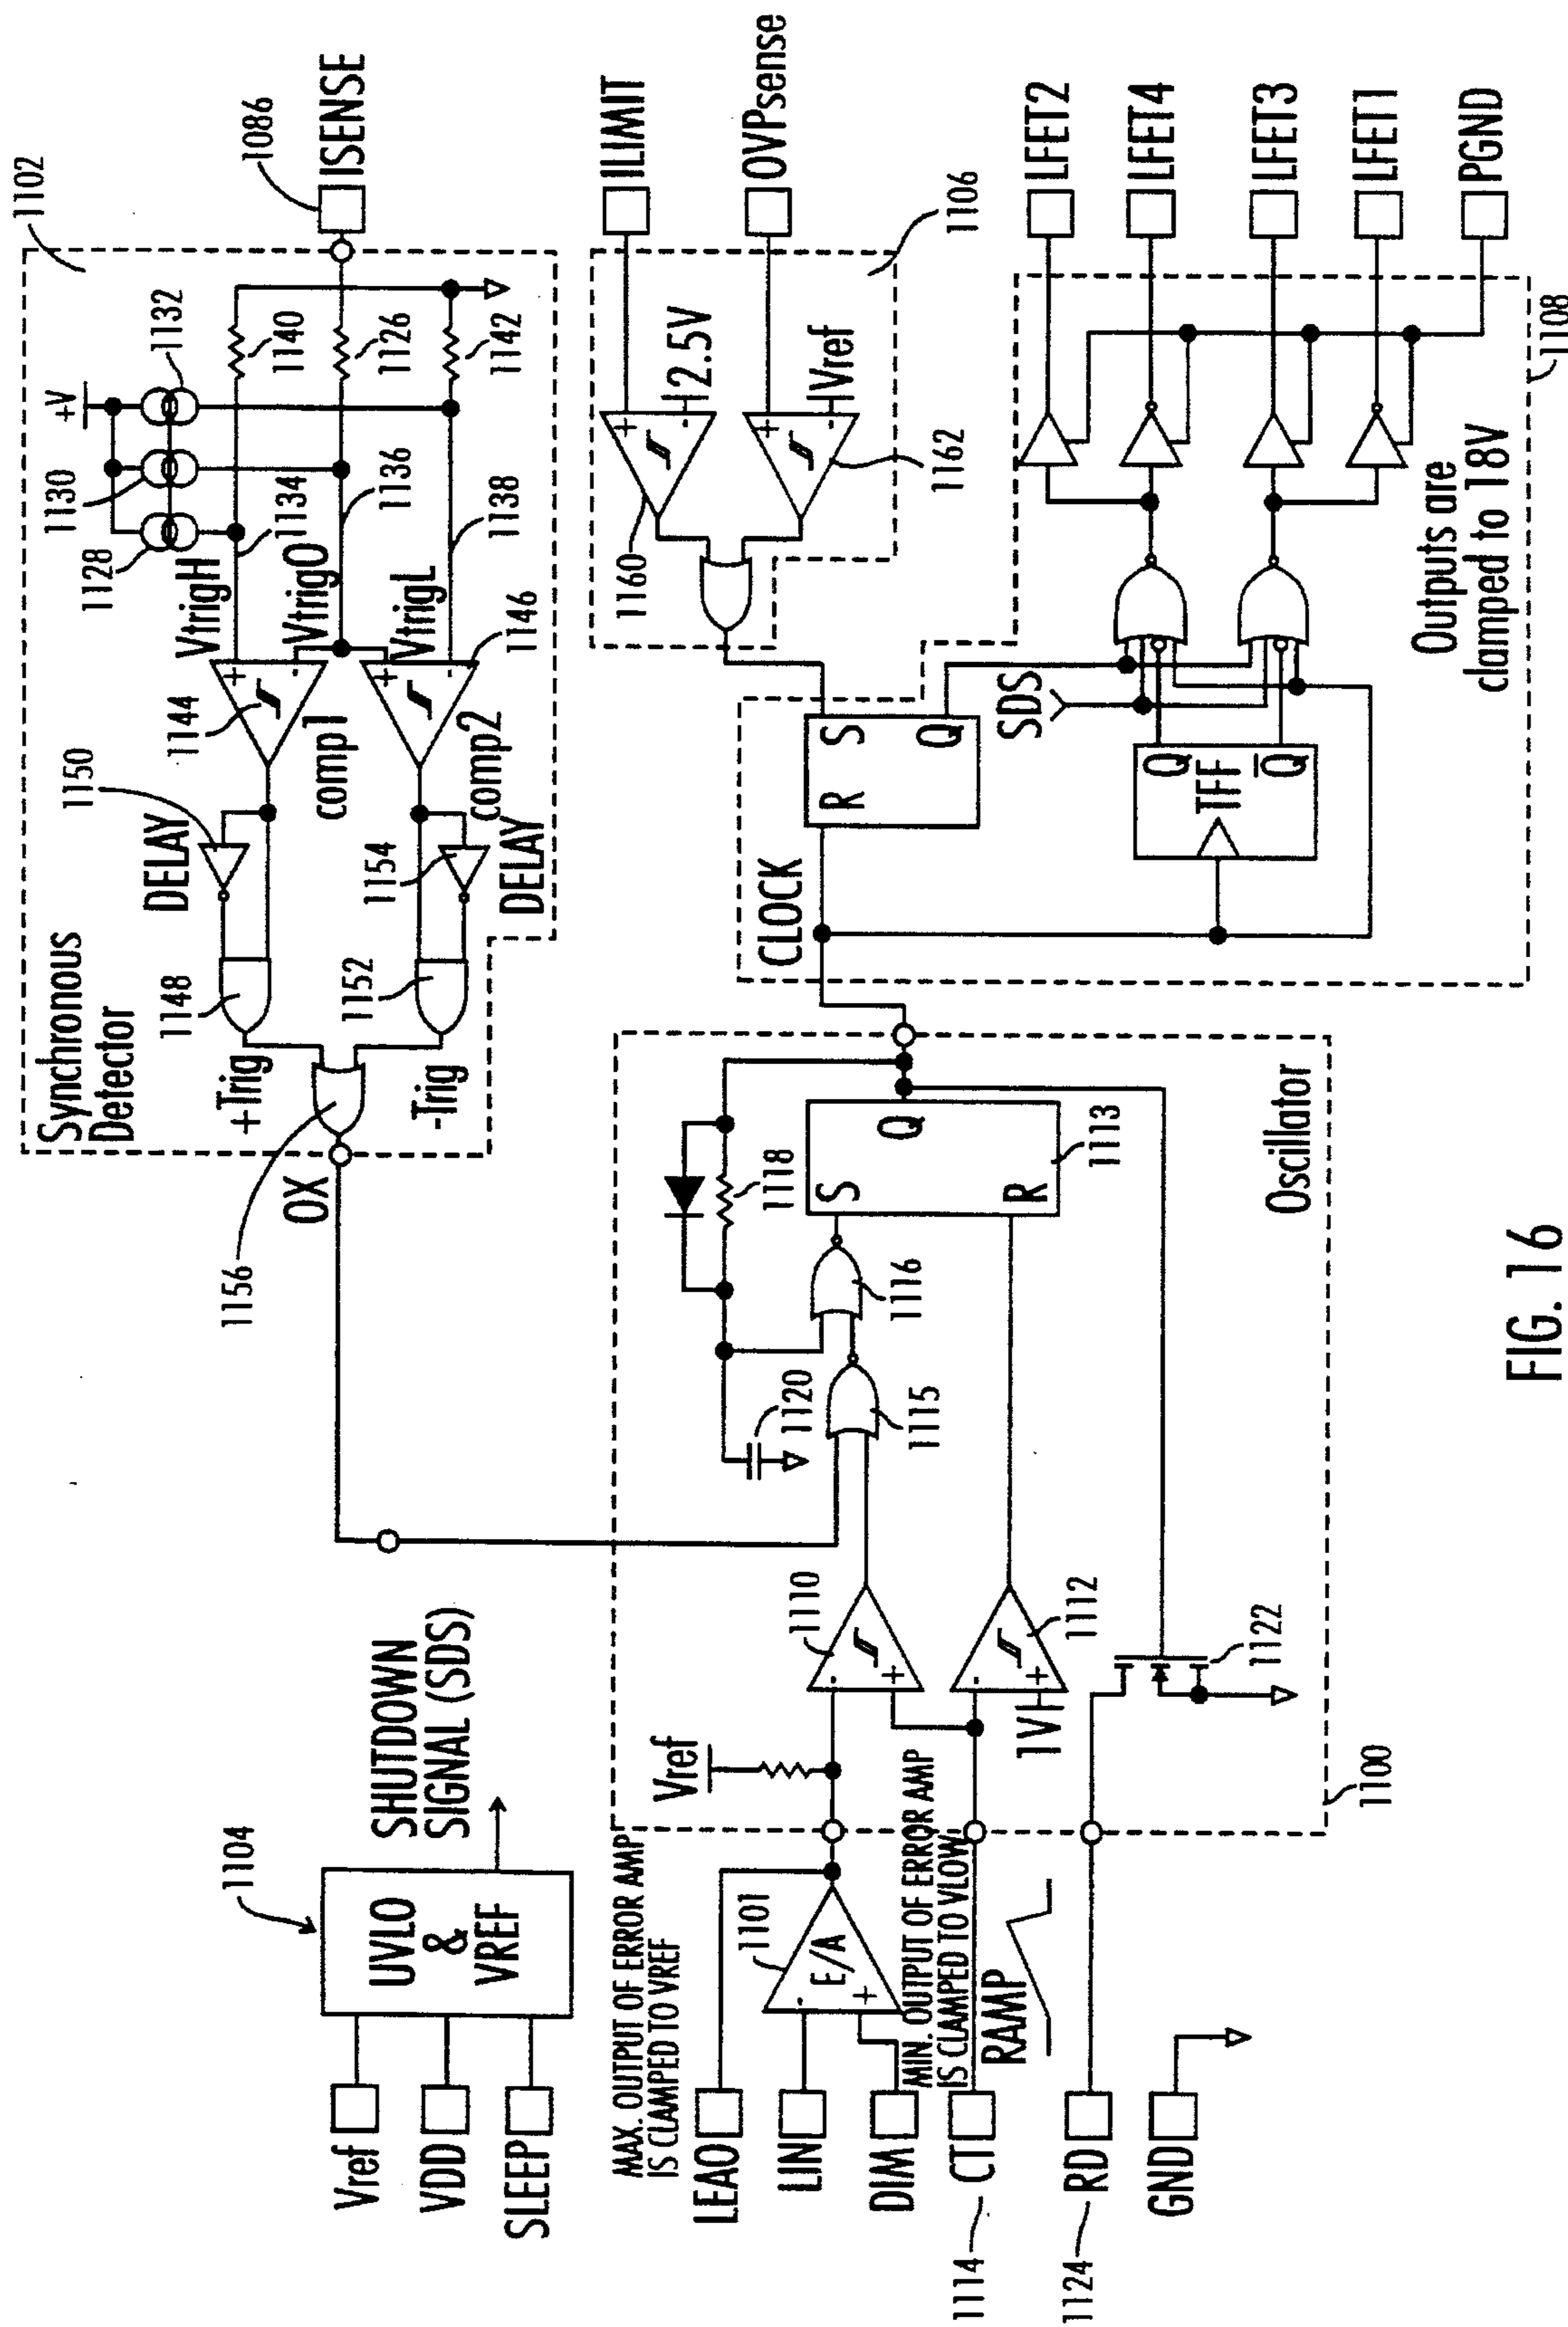 1104
Vref
VDD
SLEEP
UVLO
&
VREF
SHUTDOWN
SIGNAL (SDS)
Synchronous
Detector
1102
1086
ISENSE
OX
1156
+Trig
-Trig
1148
1152
DELAY
1150
1154
DELAY
1144
comp1
comp2
1146
VtrigH
VtrigO
VtrigL
+
-
+
-
1128
1130
+V
1132
1134
1136
1138
1140
1126
1142
MAX. OUTPUT OF ERROR AMP
IS CLAMPED TO VREF
LEAO
LIN
DIM
1101
E/A
-
+
MIN. OUTPUT OF ERROR AMP
IS CLAMPED TO VLOW
1114
CT
RAMP
1124
RD
GND
Vref
1110
-
+
1112
-
+
1V
1122
1100
1120
1115
1116
1118
S
R
Q
1113
Oscillator
CLOCK
R
S
Q
1160
+
-
2.5V
ILIMIT
1162
+
-
Vref
OVPsense
1106
SDS
TFF
Q
Q
Outputs are
clamped to 18V
1108
LFET2
LFET4
LFET3
LFET1
PGND
FIG. 16